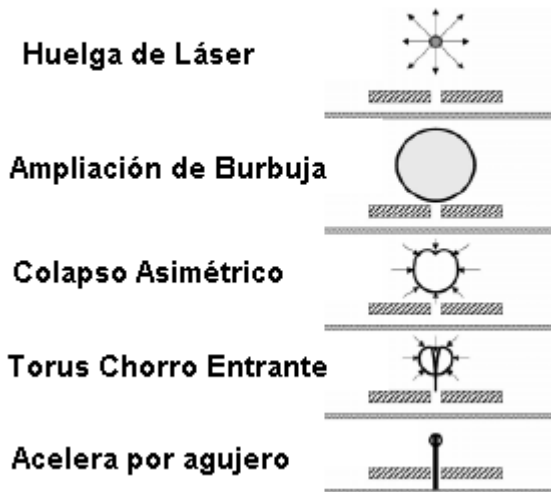 Huelga de Láser
Ampliación de Burbuja
Colapso Asimétrico
Torus Chorro Entrante
Acelera por agujero